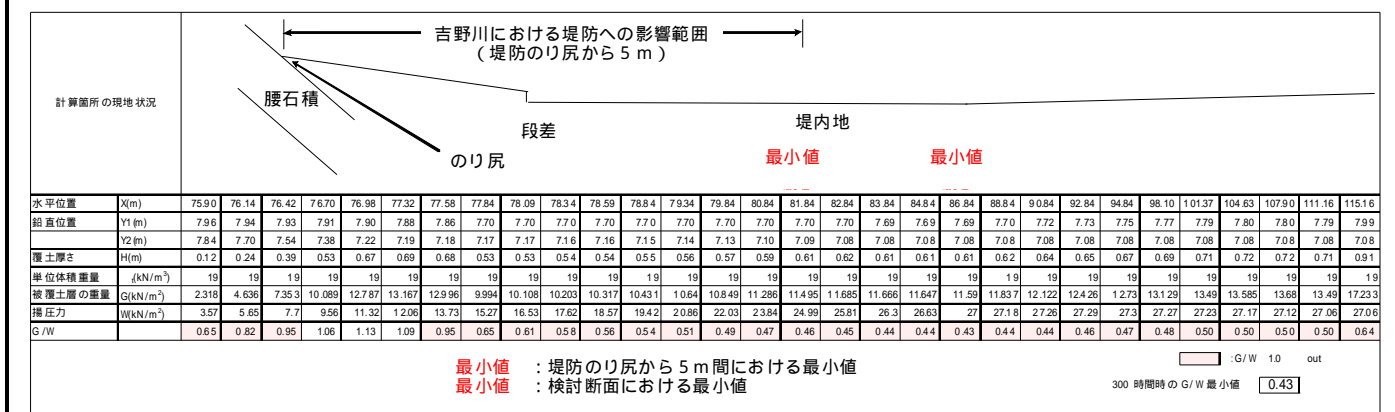 吉野川における堤防への影響範囲
（堤防のり尻から５ｍ）
計算箇所の現地状況
腰石積
段差
堤内地
のり尻
最小値 最小値
水平位置 X(m) 75.90 76.14 76.42 76.70 76.98 77.32 77.58 77.84 78.09 78.34 78.59 78.84 79.34 79.84 80.84 81.84 82.84 83.84 84.84 86.84 88.84 90.84 92.84 94.84 98.10 101.37 104.63 107.90 111.16 115.16
鉛直位置 Y1(m) 7.96 7.94 7.93 7.91 7.90 7.88 7.86 7.70 7.70 7.70 7.70 7.70 7.70 7.70 7.70 7.70 7.70 7.69 7.69 7.69 7.70 7.72 7.73 7.75 7.77 7.79 7.80 7.80 7.79 7.99
Y2(m) 7.84 7.70 7.54 7.38 7.22 7.19 7.18 7.17 7.17 7.16 7.16 7.15 7.14 7.13 7.10 7.09 7.08 7.08 7.08 7.08 7.08 7.08 7.08 7.08 7.08 7.08 7.08 7.08 7.08 7.08
覆土厚さ H(m) 0.12 0.24 0.39 0.53 0.67 0.69 0.68 0.53 0.53 0.54 0.54 0.55 0.56 0.57 0.59 0.61 0.62 0.61 0.61 0.61 0.62 0.64 0.65 0.67 0.69 0.71 0.72 0.72 0.71 0.91
単位体積重量 (kN/m³) 19 19 19 19 19 19 19 19 19 19 19 19 19 19 19 19 19 19 19 19 19 19 19 19 19 19 19 19 19 19
被覆土層の重量 G(kN/m²) 2.318 4.636 7.353 10.089 12.787 13.167 12.996 9.994 10.108 10.203 10.317 10.431 10.64 10.849 11.286 11.495 11.685 11.666 11.647 11.59 11.837 12.122 12.426 12.73 13.129 13.49 13.585 13.68 13.49 17.233
揚圧力 W(kN/m²) 3.57 5.65 7.7 9.56 11.32 12.06 13.73 15.27 16.53 17.62 18.57 19.42 20.86 22.03 23.84 24.99 25.81 26.3 26.63 27 27.18 27.26 27.29 27.3 27.27 27.23 27.17 27.12 27.06 27.06
G/W 0.65 0.82 0.95 1.06 1.13 1.09 0.95 0.65 0.61 0.58 0.56 0.54 0.51 0.49 0.47 0.46 0.45 0.44 0.44 0.43 0.44 0.44 0.46 0.47 0.48 0.50 0.50 0.50 0.50 0.64
最小値 ：堤防のり尻から５ｍ間における最小値
最小値 ：検討断面における最小値
:G/W 1.0 out
300 時間時の G/W 最小値 0.43